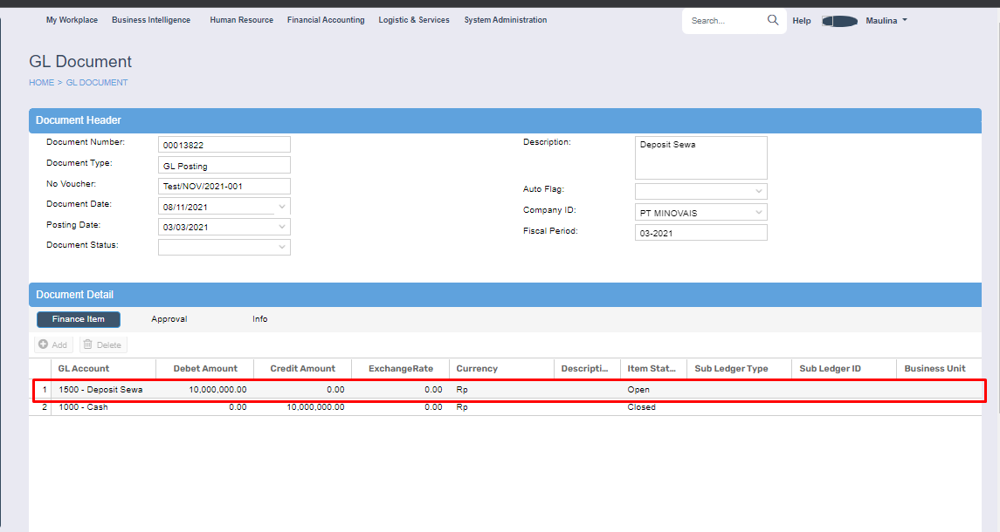 My Workplace Business Intelligence Human Resource Financial Accounting Logistic & Services System Administration Search... Help Maulina
GL Document
HOME > GL DOCUMENT
Document Header
Document Number: 00013822
Document Type: GL Posting
No Voucher: Test/NOV/2021-001
Document Date: 08/11/2021
Posting Date: 03/03/2021
Document Status:
Description: Deposit Sewa
Auto Flag:
Company ID: PT MINOVAIS
Fiscal Period: 03-2021
Document Detail
Finance Item Approval Info
Add Delete
GL Account Debet Amount Credit Amount ExchangeRate Currency Descripti... Item Stat... Sub Ledger Type Sub Ledger ID Business Unit
1 1500 - Deposit Sewa 10,000,000.00 0.00 0.00 Rp Open
2 1000 - Cash 0.00 10,000,000.00 0.00 Rp Closed